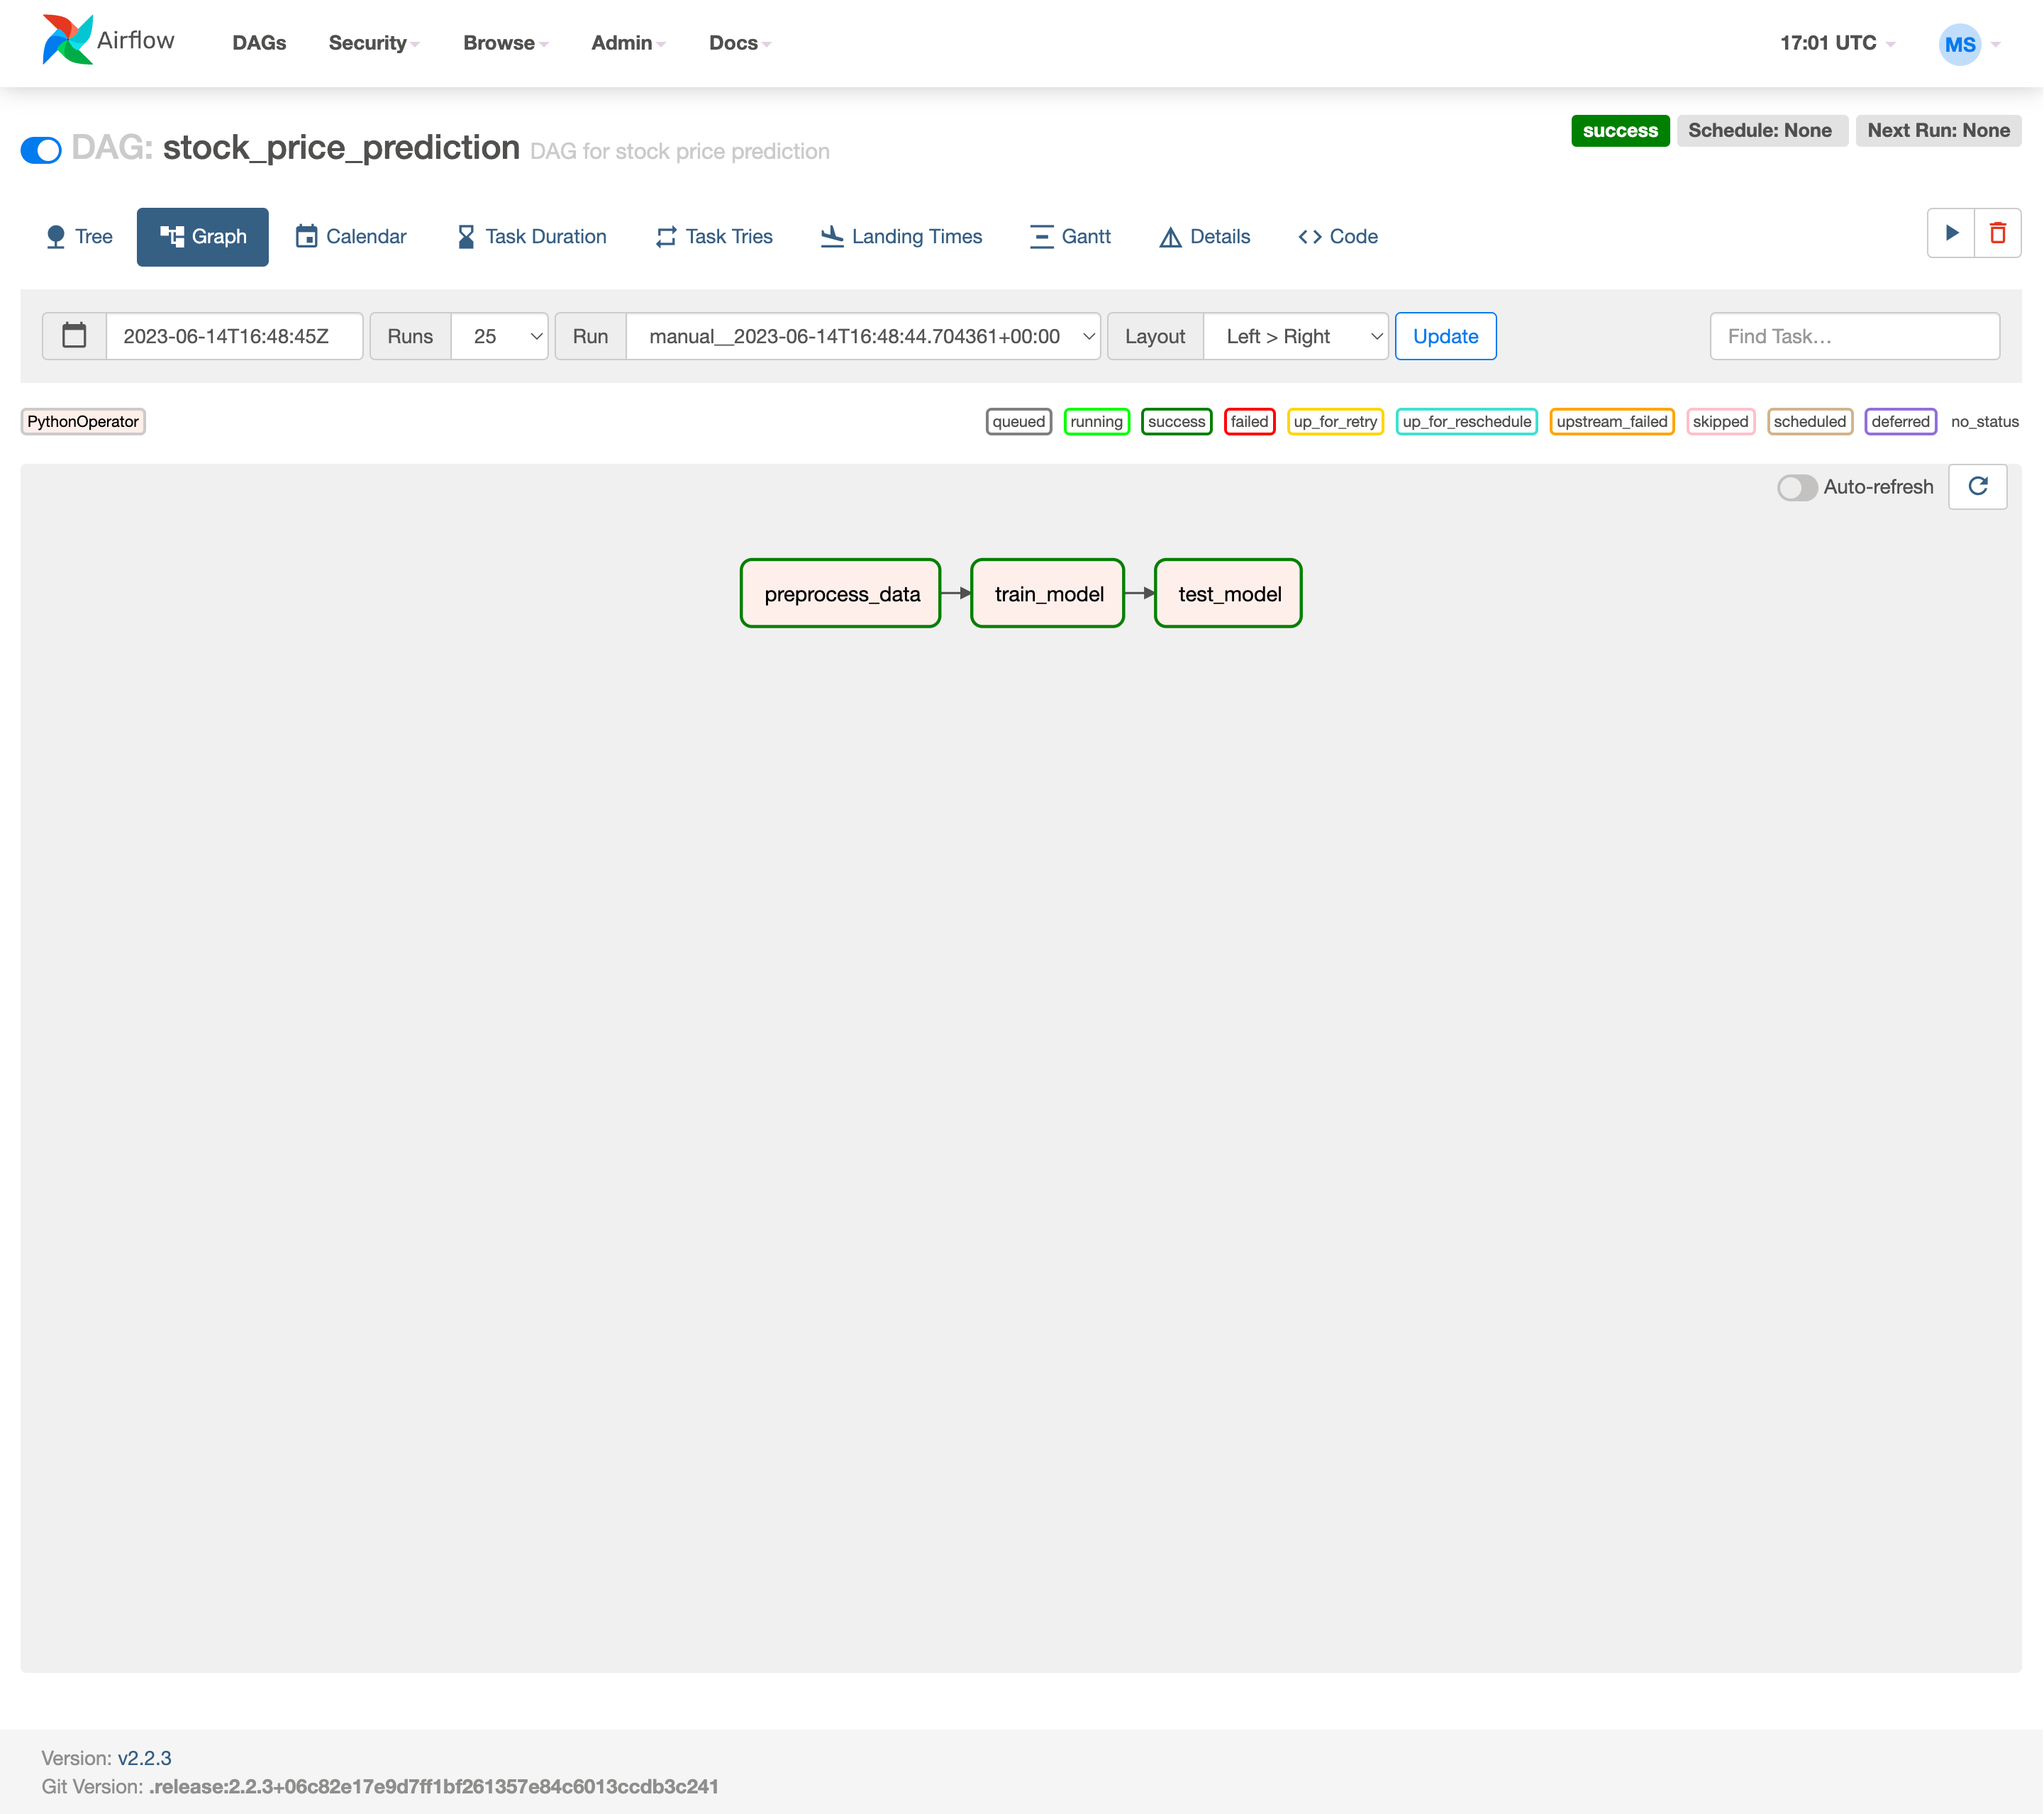 Airflow DAGs Security Browse Admin Docs 17:01 UTC MS
DAG: stock_price_prediction DAG for stock price prediction
success Schedule: None Next Run: None
Tree Graph Calendar Task Duration Task Tries Landing Times Gantt Details Code
2023-06-14T16:48:45Z Runs 25 Run manual__2023-06-14T16:48:44.704361+00:00 Layout Left > Right Update Find Task…
PythonOperator queued running success failed up_for_retry up_for_reschedule upstream_failed skipped scheduled deferred no_status
Auto-refresh
preprocess_data train_model test_model
Version: v2.2.3
Git Version: .release:2.2.3+06c82e17e9d7ff1bf261357e84c6013ccdb3c241